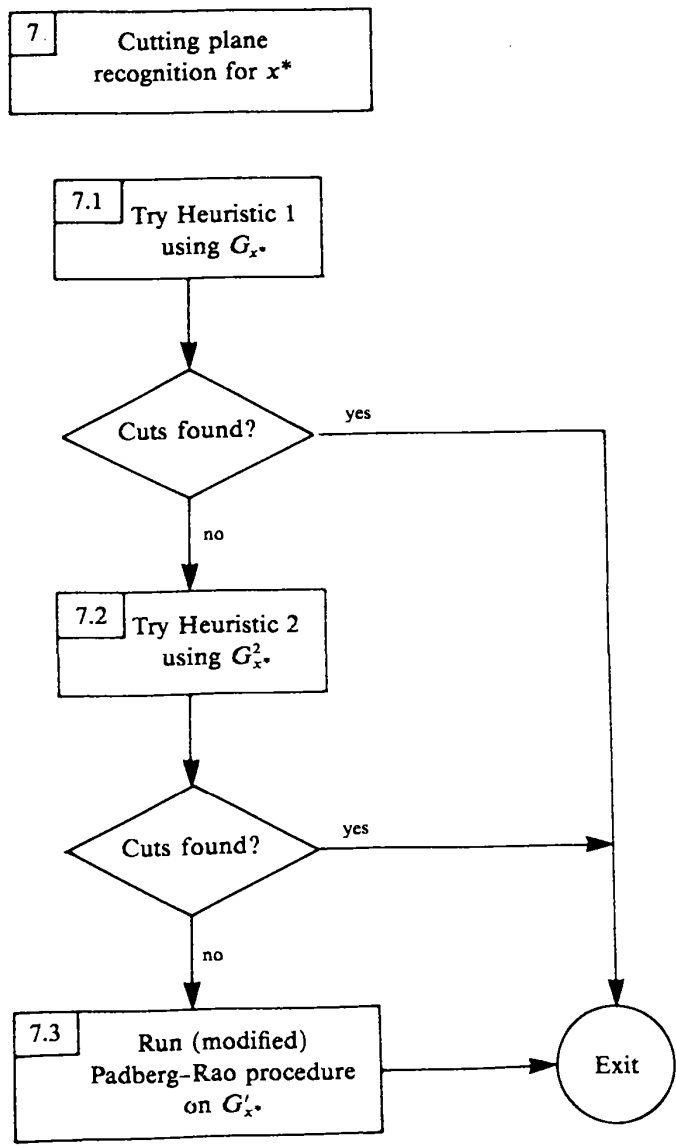 7
Cutting plane
recognition for x*
7.1
Try Heuristic 1
using Gₓ*
Cuts found?
yes
no
7.2
Try Heuristic 2
using G²ₓ*
Cuts found?
yes
no
7.3
Run (modified)
Padberg–Rao procedure
on G′ₓ*
Exit